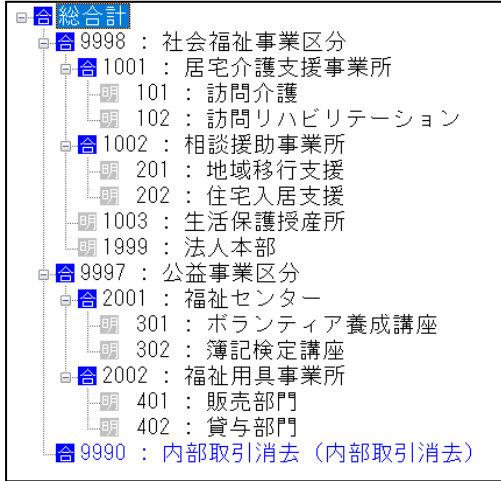 合 総合計
合 9998 : 社会福祉事業区分
合 1001 : 居宅介護支援事業所
明 101 : 訪問介護
明 102 : 訪問リハビリテーション
合 1002 : 相談援助事業所
明 201 : 地域移行支援
明 202 : 住宅入居支援
明 1003 : 生活保護授産所
明 1999 : 法人本部
合 9997 : 公益事業区分
合 2001 : 福祉センター
明 301 : ボランティア養成講座
明 302 : 簿記検定講座
合 2002 : 福祉用具事業所
明 401 : 販売部門
明 402 : 貸与部門
合 9990 : 内部取引消去（内部取引消去）